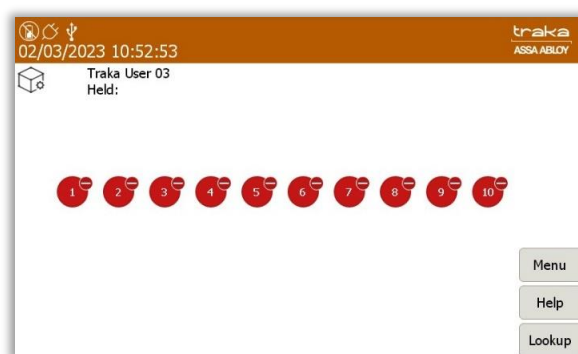 traka
02/03/2023 10:52:53
ASSA ABLOY
Traka User 03
Held:
1 2 3 4 5 6 7 8 9 10
Menu
Help
Lookup